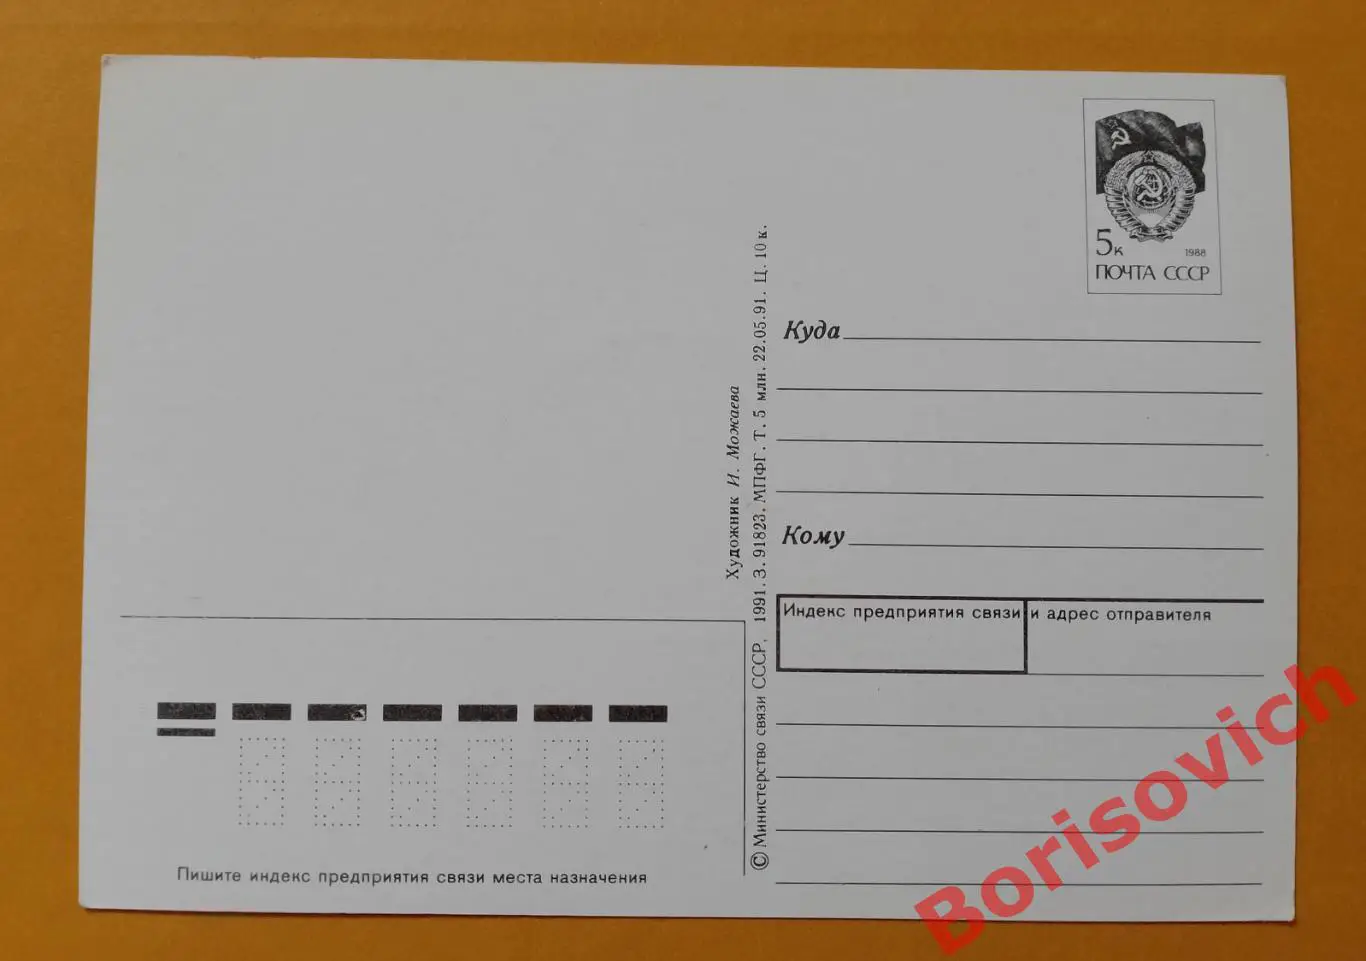 5к 1988
ПОЧТА СССР
Куда
Кому
Индекс предприятия связи и адрес отправителя
Художник И. Можаева
© Министерство связи СССР, 1991. З. 91823. МПФГ. Т. 5 млн. 22.05.91. Ц. 10 к.
Пишите индекс предприятия связи места назначения
Borisovich